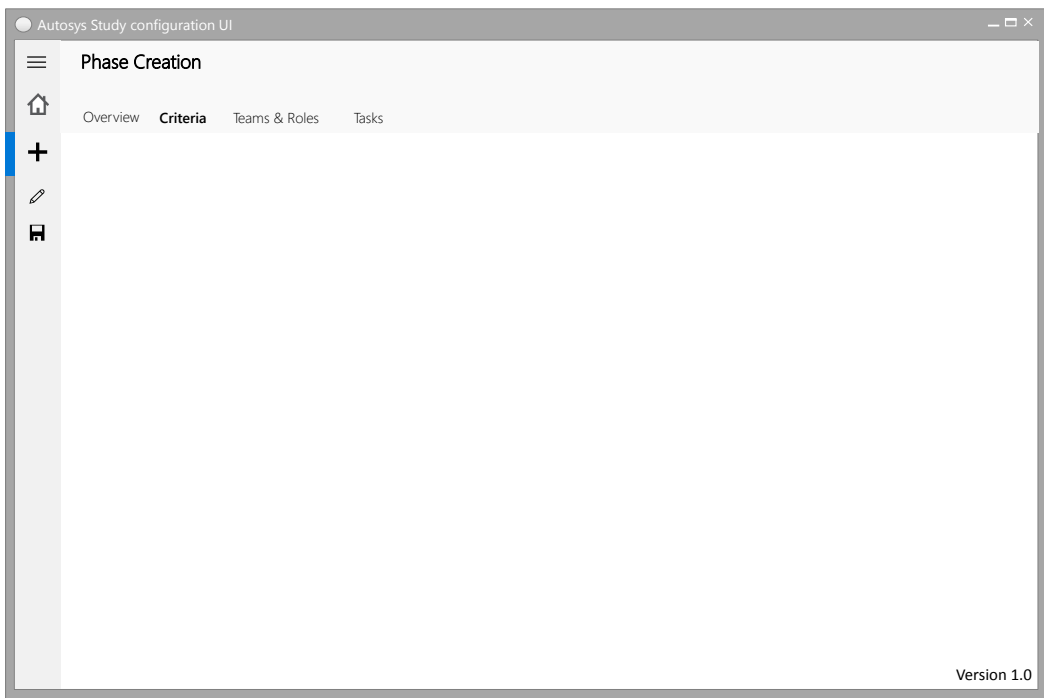 Autosys Study configuration UI
Phase Creation
Overview Criteria Teams & Roles Tasks
Version 1.0